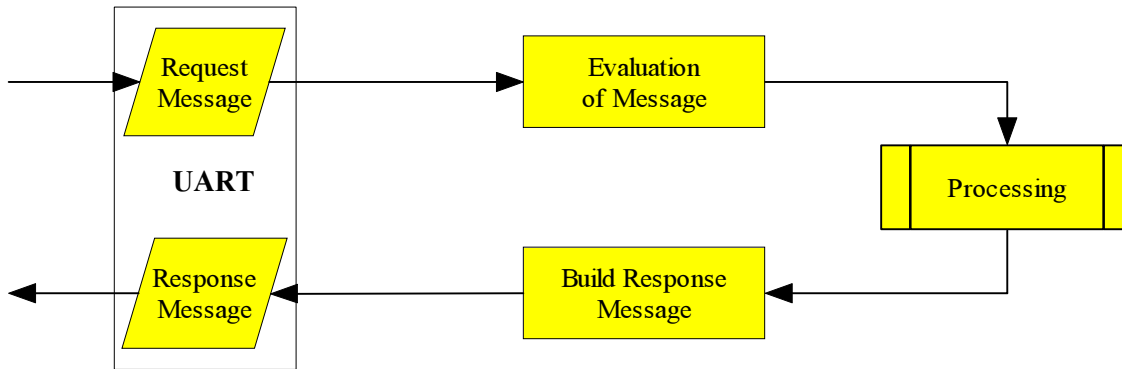 Request
Message
Evaluation
of Message
UART
Processing
Response
Message
Build Response
Message